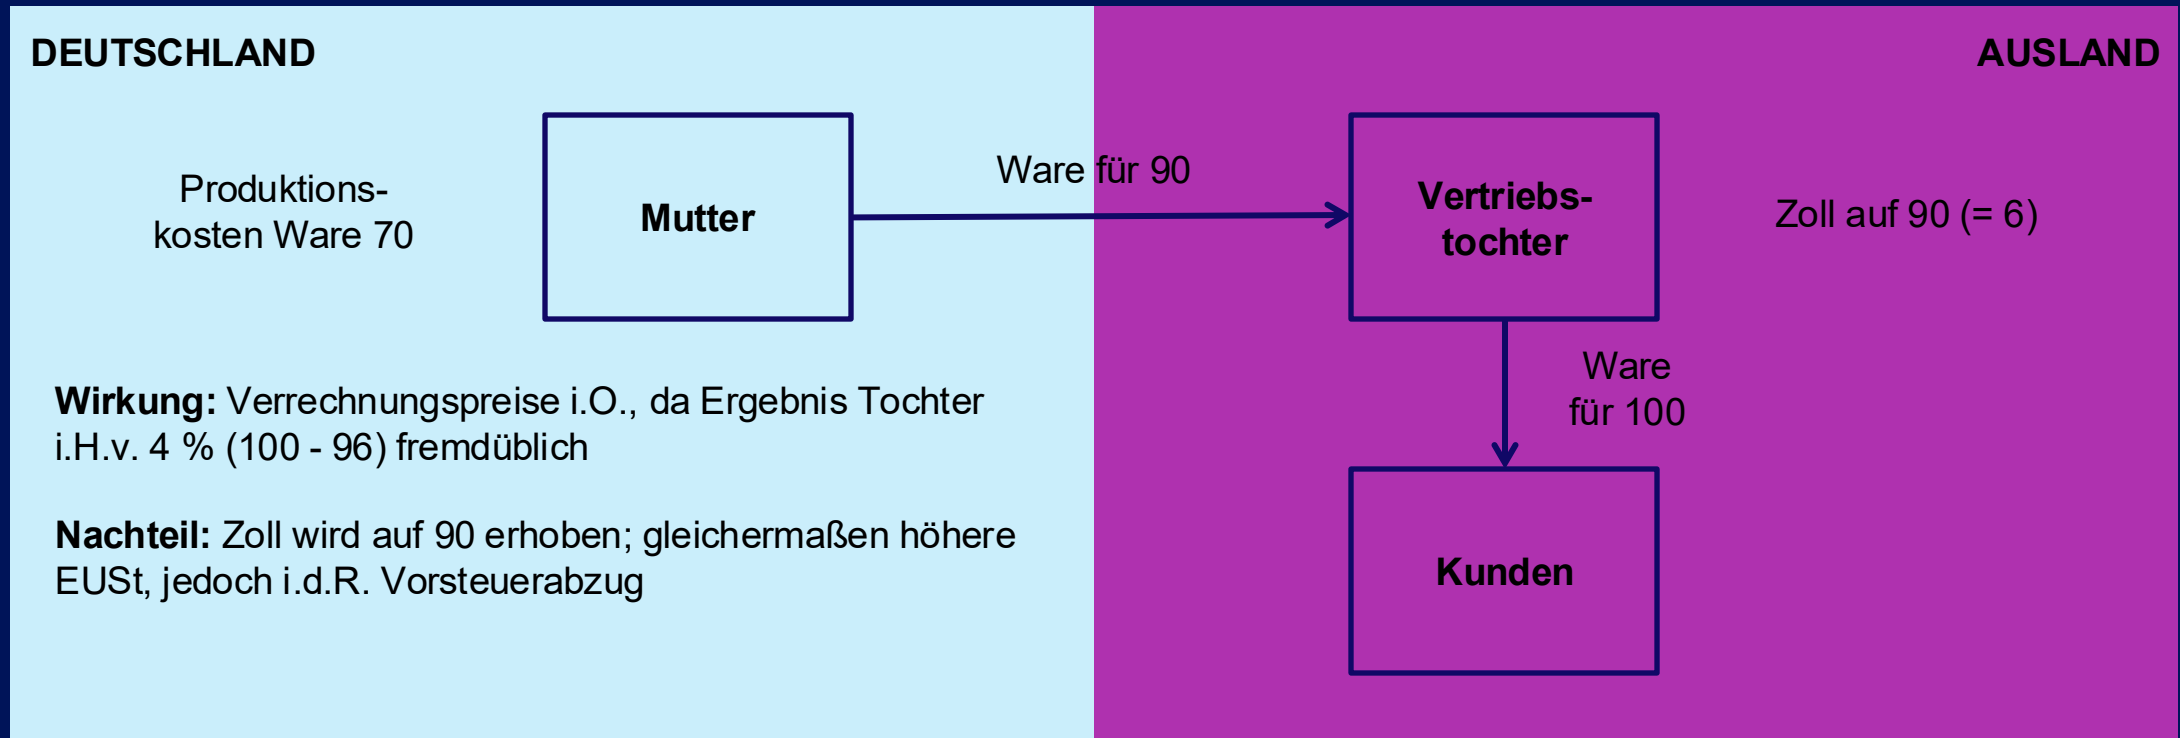 DEUTSCHLAND
AUSLAND
Produktions-
kosten Ware 70
Mutter
Ware für 90
Vertriebs-
tochter
Zoll auf 90 (= 6)
Ware
für 100
Kunden
Wirkung: Verrechnungspreise i.O., da Ergebnis Tochter
i.H.v. 4 % (100 - 96) fremdüblich
Nachteil: Zoll wird auf 90 erhoben; gleichermaßen höhere
EUSt, jedoch i.d.R. Vorsteuerabzug